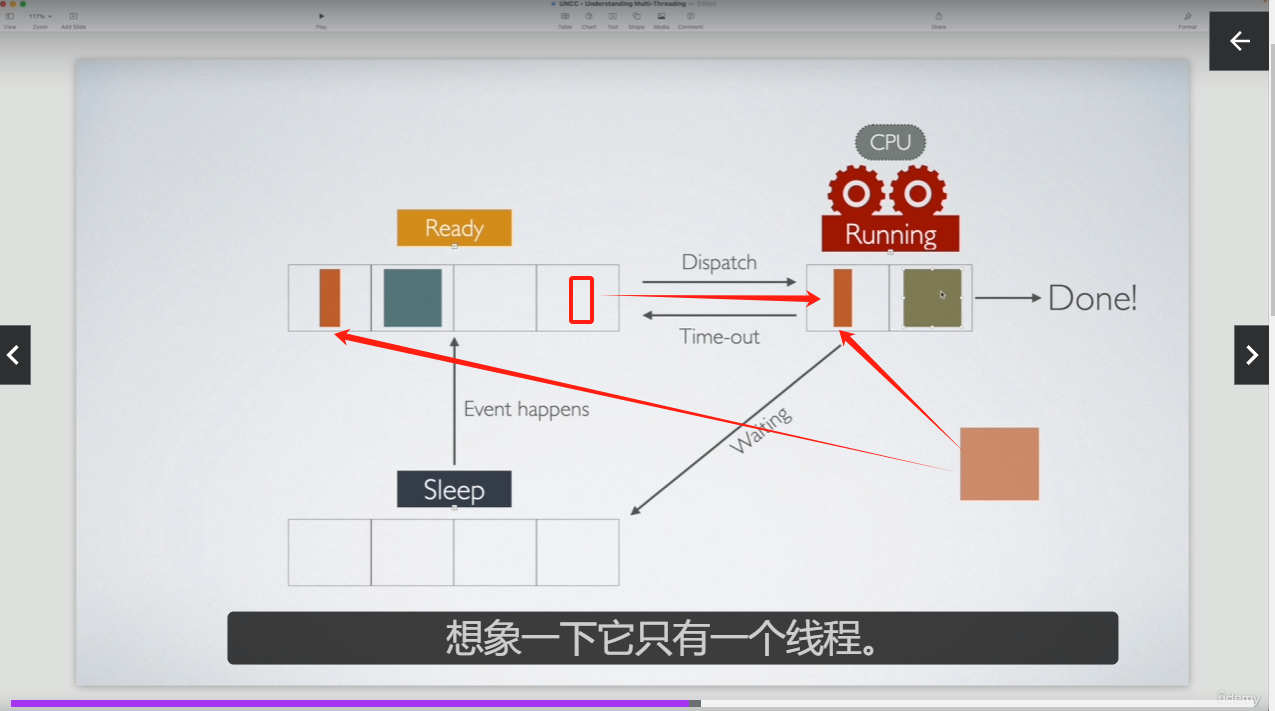 UNCC - Understanding Multi-Threading — Edited
117%
View
Zoom
Add Slide
Play
Table
Chart
Text
Shape
Media
Comment
Share
Format
CPU
Ready
Running
Dispatch
Time-out
Done!
Event happens
Waiting
Sleep
想象一下它只有一个线程。
ûdemy